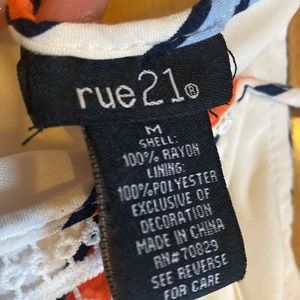 rue21®
M
SHELL:
100% RAYON
LINING:
100%POLYESTER
EXCLUSIVE OF
DECORATION
MADE IN CHINA
RN#70829
SEE REVERSE
FOR CARE